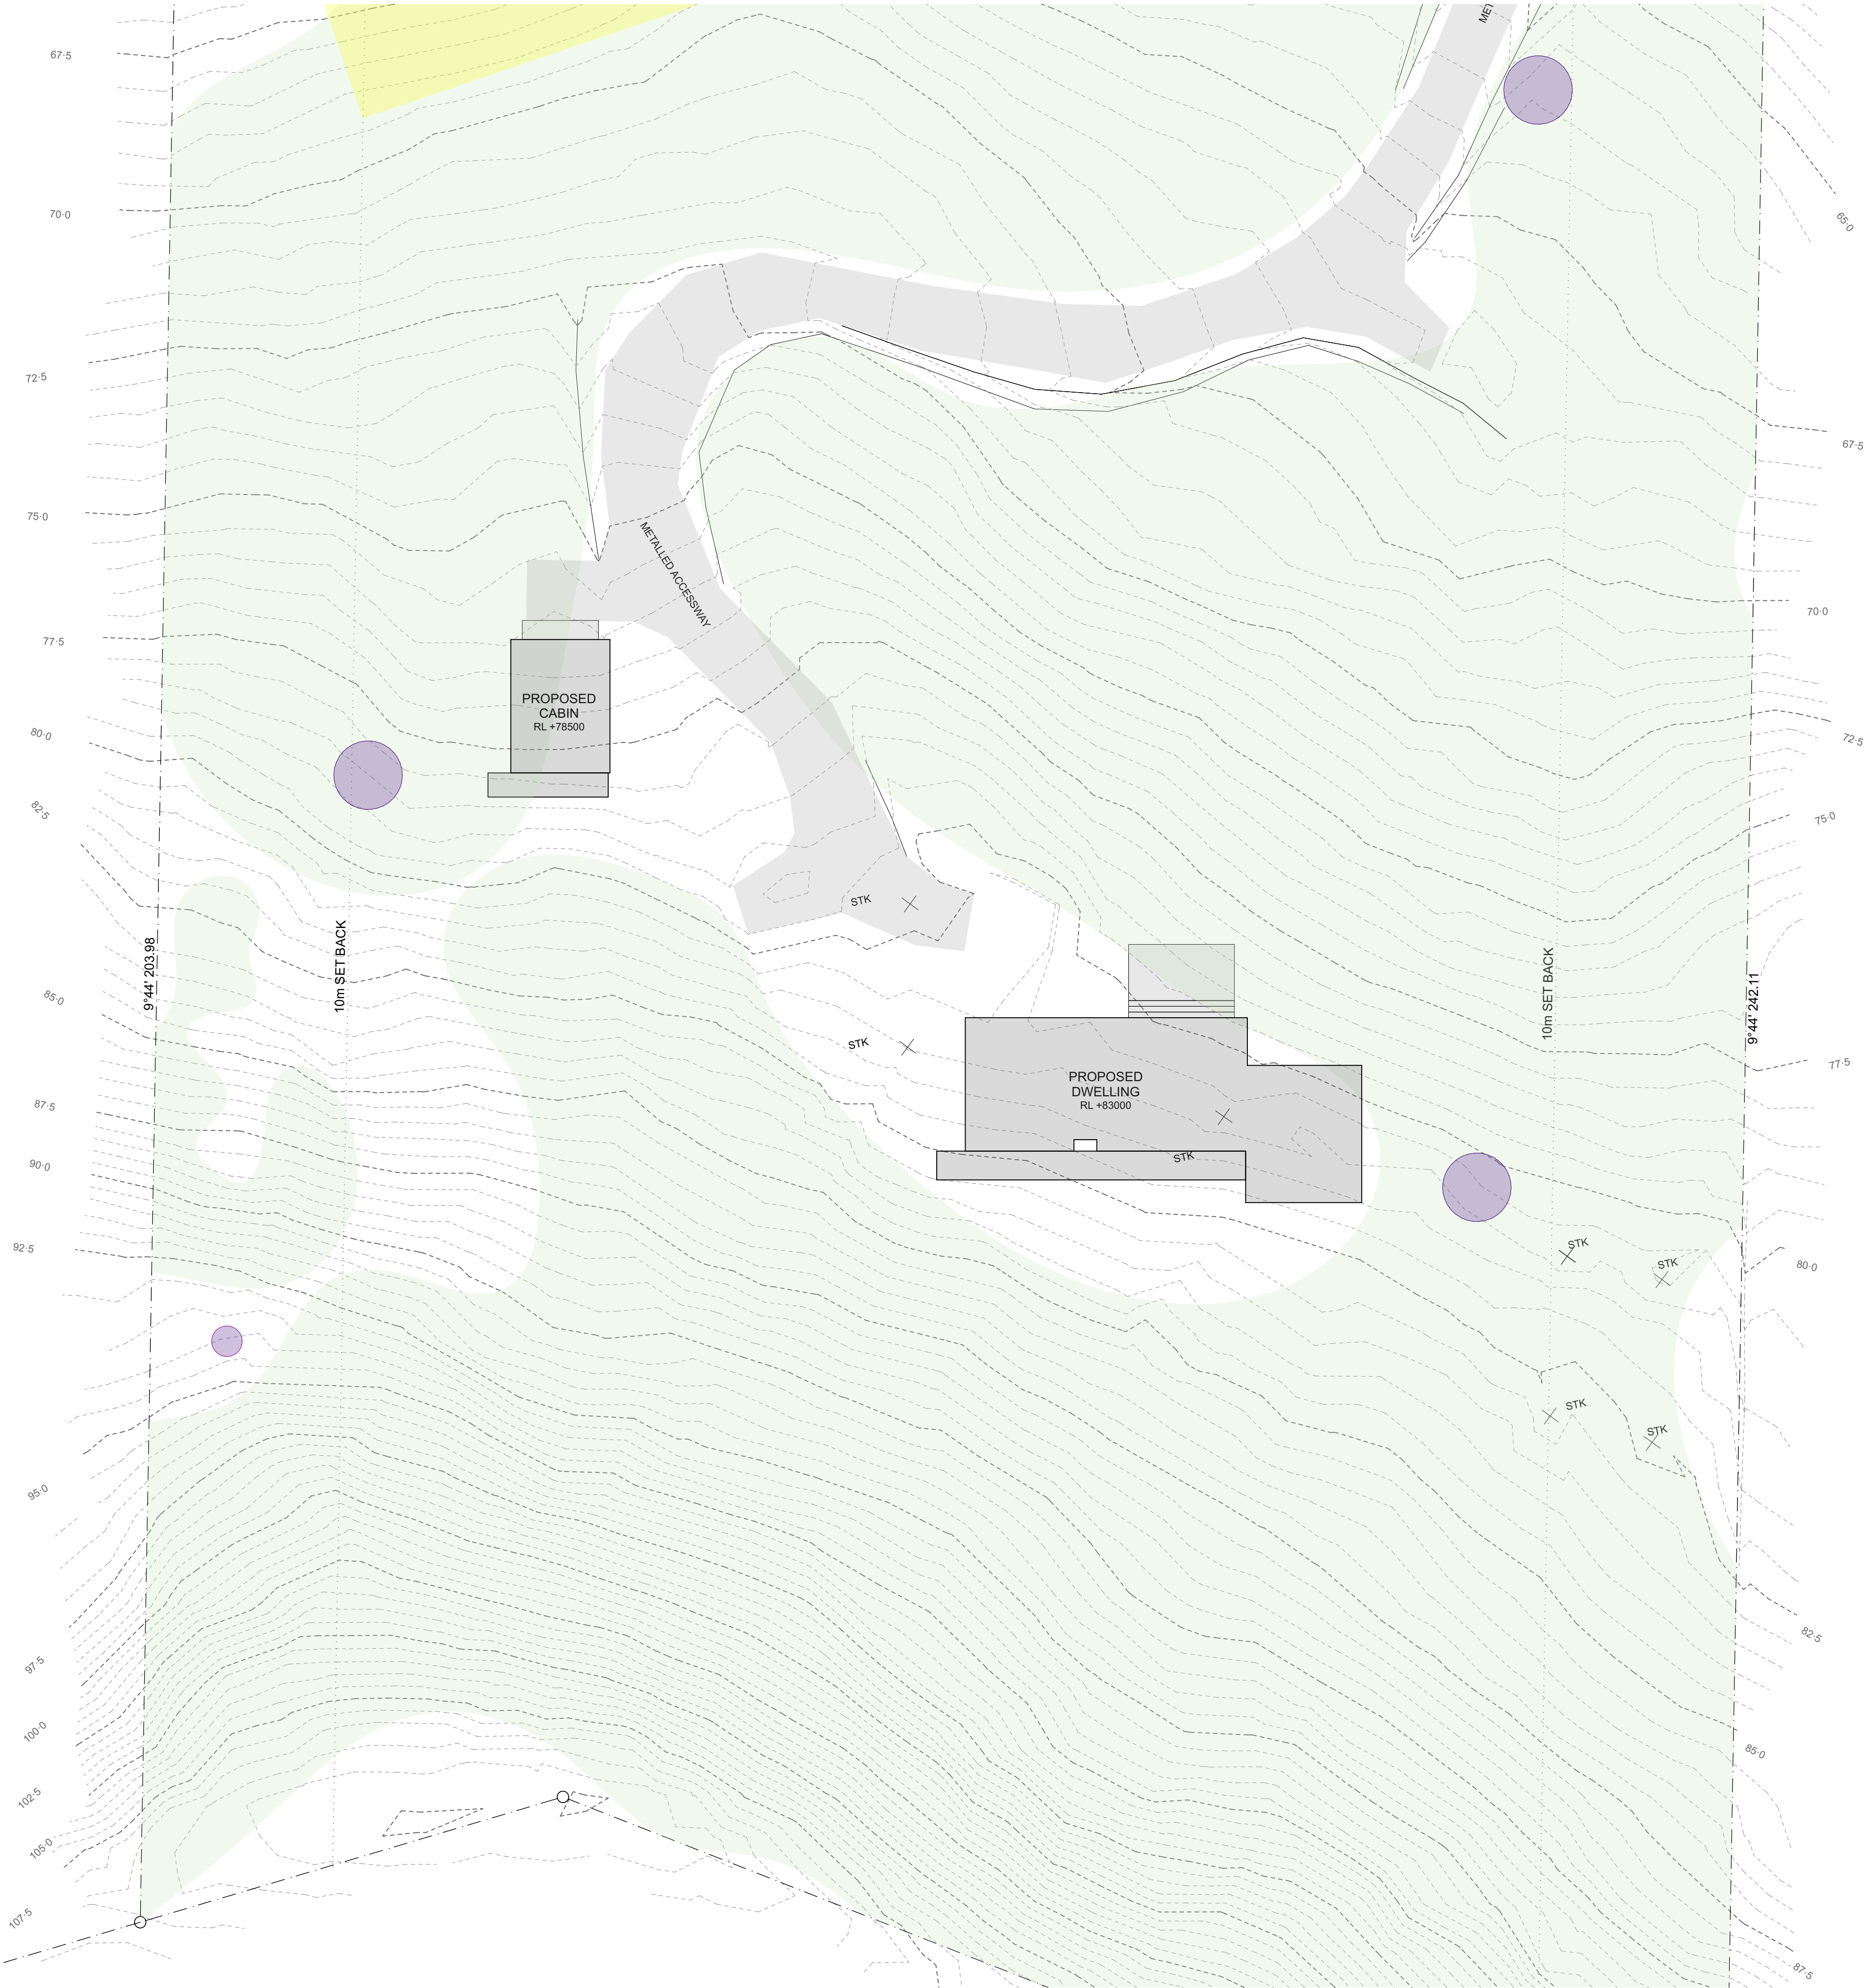 MET
67·5
70·0
65·0
72·5
67·5
75·0
METALLED ACCESSWAY
70·0
77·5
PROPOSED
CABIN
RL +78500
80·0
72·5
82·5
75·0
STK
9°44' 203.98
10m SET BACK
10m SET BACK
9°44' 242.11
85·0
STK
77·5
PROPOSED
DWELLING
RL +83000
87·5
STK
90·0
92·5
STK
STK
80·0
STK
STK
95·0
82·5
97·5
100·0
85·0
102·5
105·0
107·5
87·5